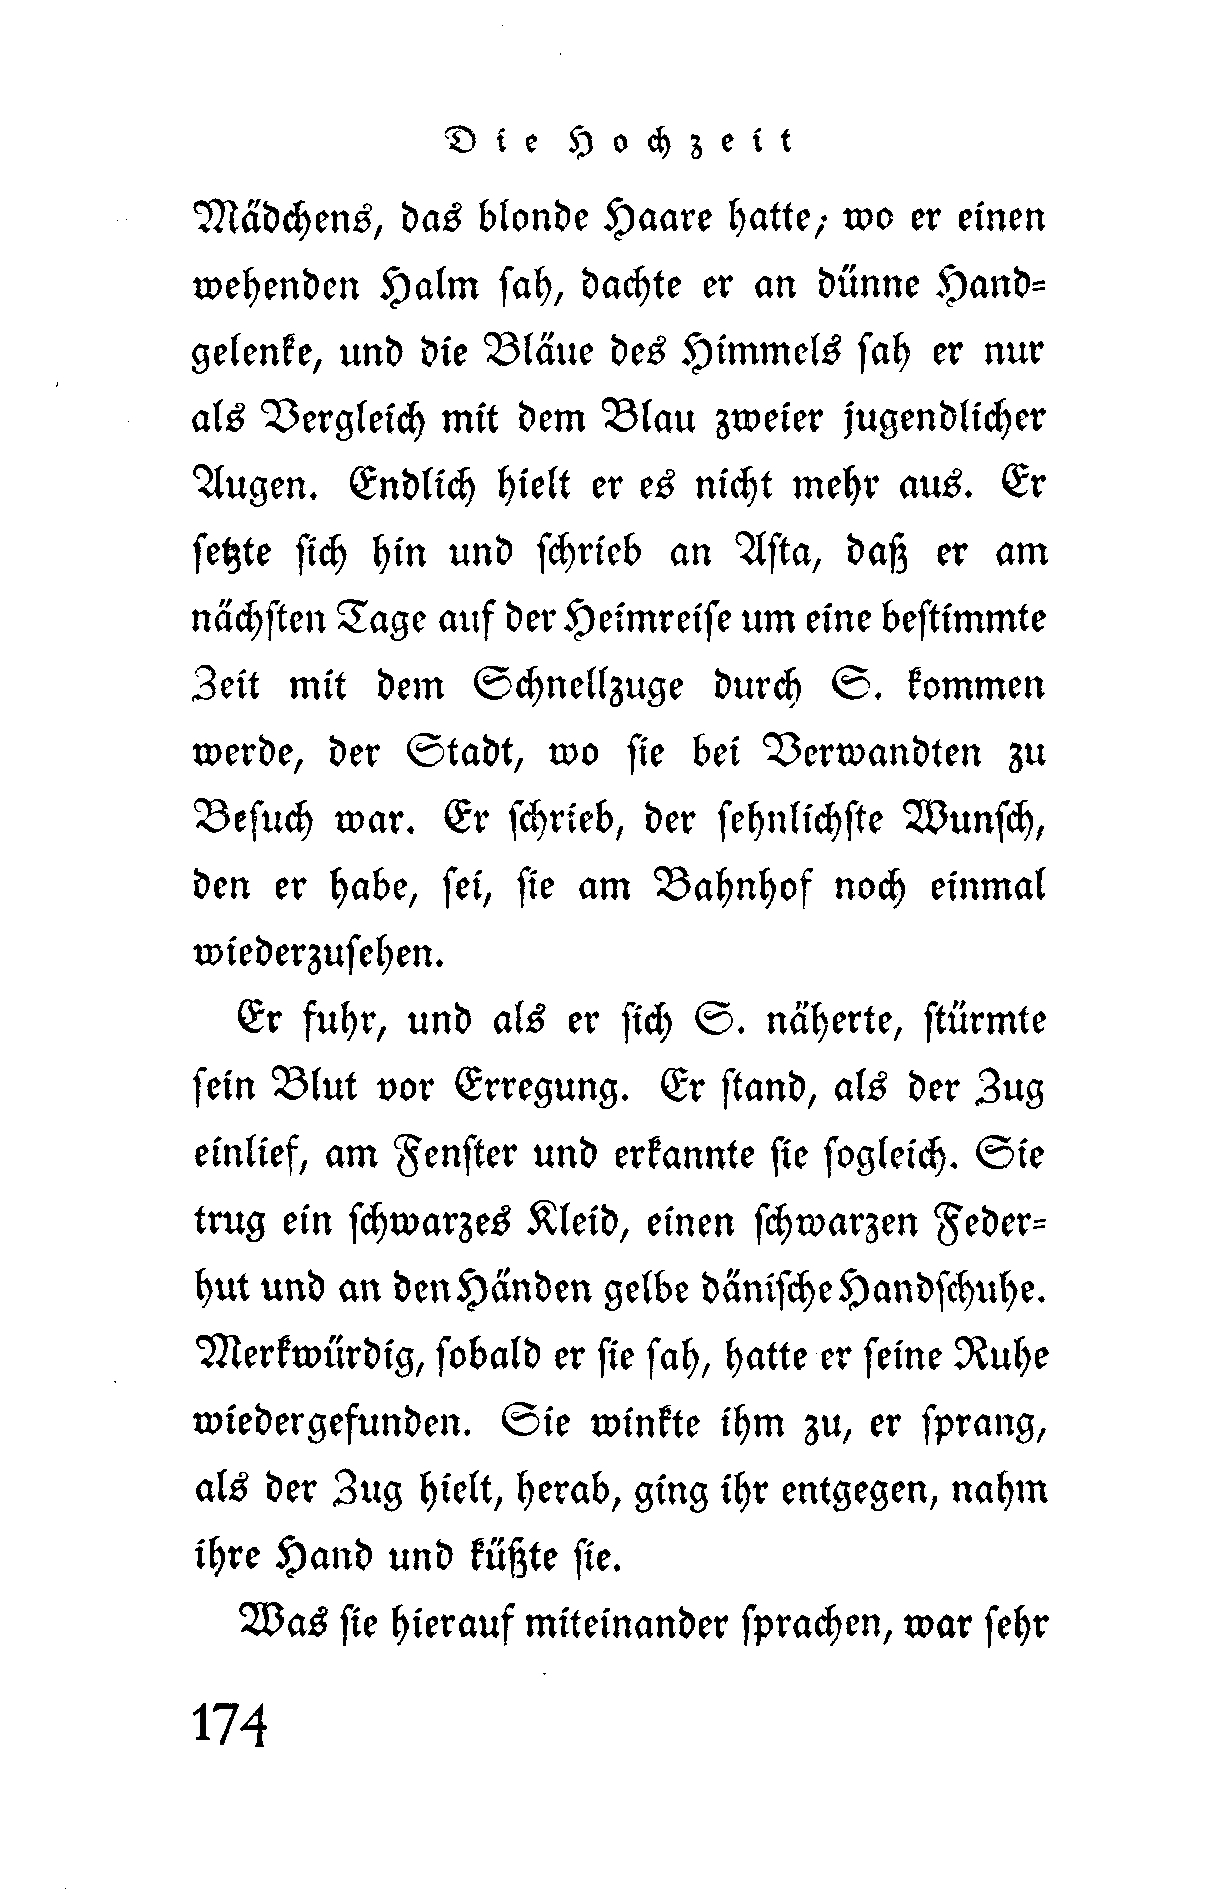 Die Hochzeit
Mädchens, das blonde Haare hatte; wo er einen
wehenden Halm ſah, dachte er an dünne Hand=
gelenke, und die Bläue des Himmels ſah er nur
als Vergleich mit dem Blau zweier jugendlicher
Augen. Endlich hielt er es nicht mehr aus. Er
ſetzte ſich hin und ſchrieb an Aſta, daß er am
nächſten Tage auf der Heimreiſe um eine beſtimmte
Zeit mit dem Schnellzuge durch S. kommen
werde, der Stadt, wo ſie bei Verwandten zu
Beſuch war. Er ſchrieb, der ſehnlichſte Wunſch,
den er habe, ſei, ſie am Bahnhof noch einmal
wiederzuſehen.
Er fuhr, und als er ſich S. näherte, ſtürmte
ſein Blut vor Erregung. Er ſtand, als der Zug
einlief, am Fenſter und erkannte ſie ſogleich. Sie
trug ein ſchwarzes Kleid, einen ſchwarzen Feder=
hut und an den Händen gelbe däniſche Handſchuhe.
Merkwürdig, ſobald er ſie ſah, hatte er ſeine Ruhe
wiedergefunden. Sie winkte ihm zu, er ſprang,
als der Zug hielt, herab, ging ihr entgegen, nahm
ihre Hand und küßte ſie.
Was ſie hierauf miteinander ſprachen, war ſehr
174